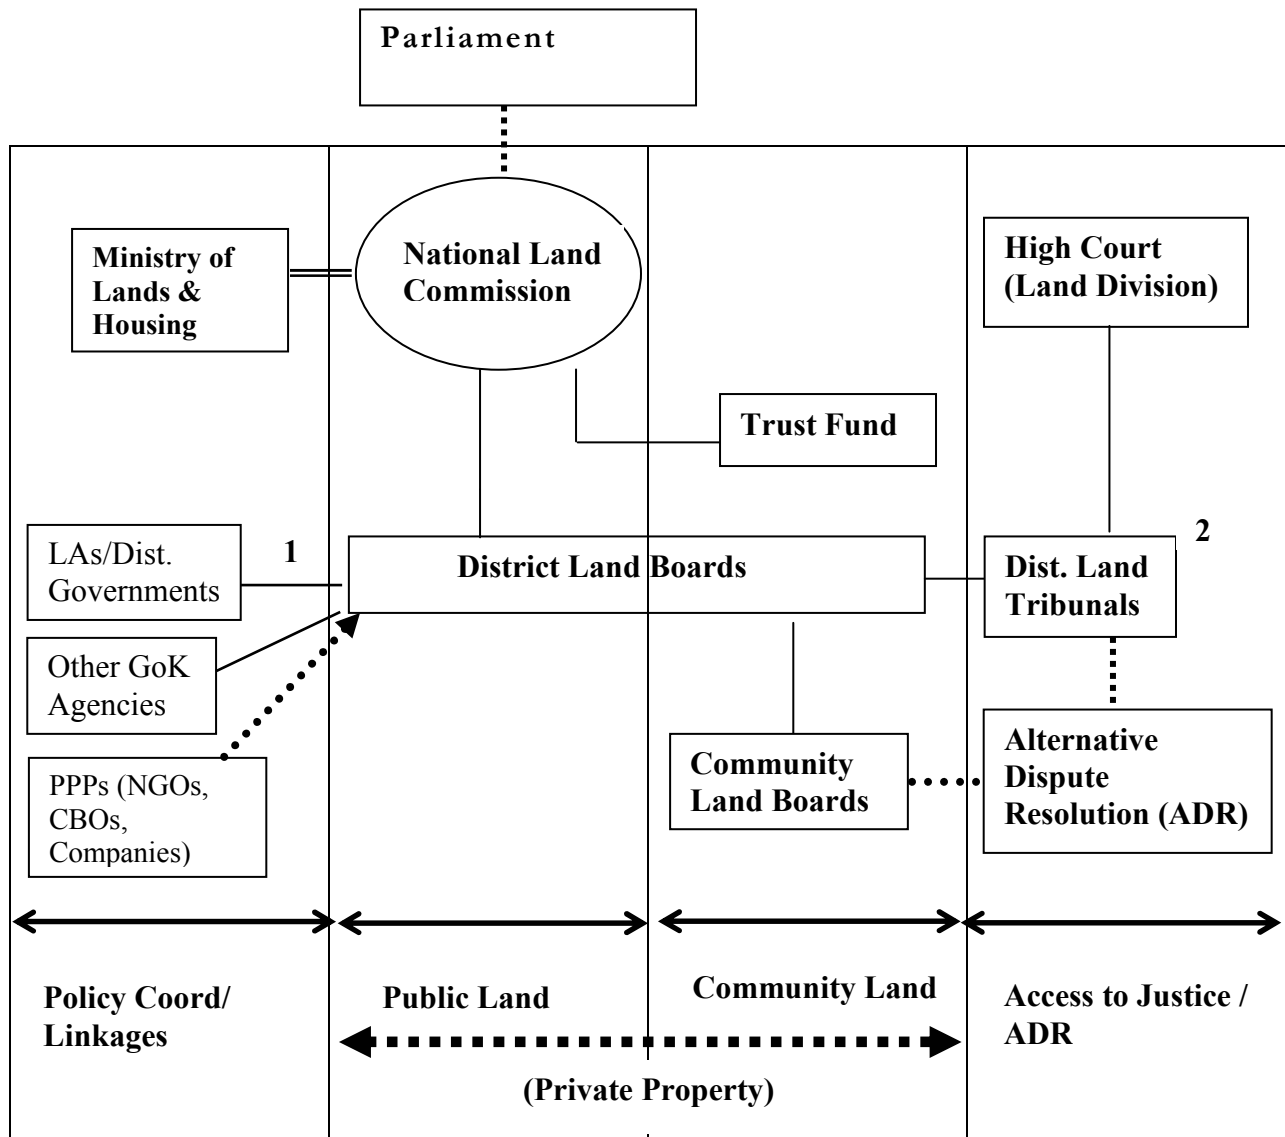 Parliament
Ministry of
Lands &
Housing
National Land
Commission
High Court
(Land Division)
Trust Fund
LAs/Dist.
Governments
1
District Land Boards
2
Dist. Land
Tribunals
Other GoK
Agencies
PPPs (NGOs,
CBOs,
Companies)
Community
Land Boards
Alternative
Dispute
Resolution (ADR)
Policy Coord/
Linkages
Public Land
Community Land
Access to Justice /
ADR
(Private Property)